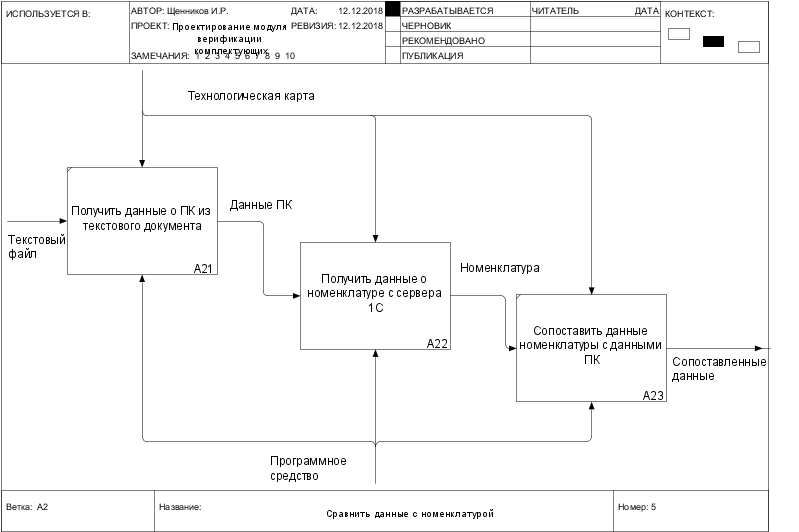 ИСПОЛЬЗУЕТСЯ В:
АВТОР: Щенников И.Р.
ДАТА: 12.12.2018
РАЗРАБАТЫВАЕТСЯ
ЧИТАТЕЛЬ
ДАТА
КОНТЕКСТ:
ПРОЕКТ: Проектирование модуля
верификации
комплектующих
РЕВИЗИЯ: 12.12.2018
ЧЕРНОВИК
РЕКОМЕНДОВАНО
ЗАМЕЧАНИЯ: 1 2 3 4 5 6 7 8 9 10
ПУБЛИКАЦИЯ
Технологическая карта
Получить данные о ПК из
текстового документа
A21
Данные ПК
Текстовый
файл
Получить данные о
номенклатуре с сервера
1С
A22
Номенклатура
Сопоставить данные
номенклатуры с данными
ПК
A23
Сопоставленные
данные
Программное
средство
Ветка: A2
Название:
Сравнить данные с номенклатурой
Номер: 5